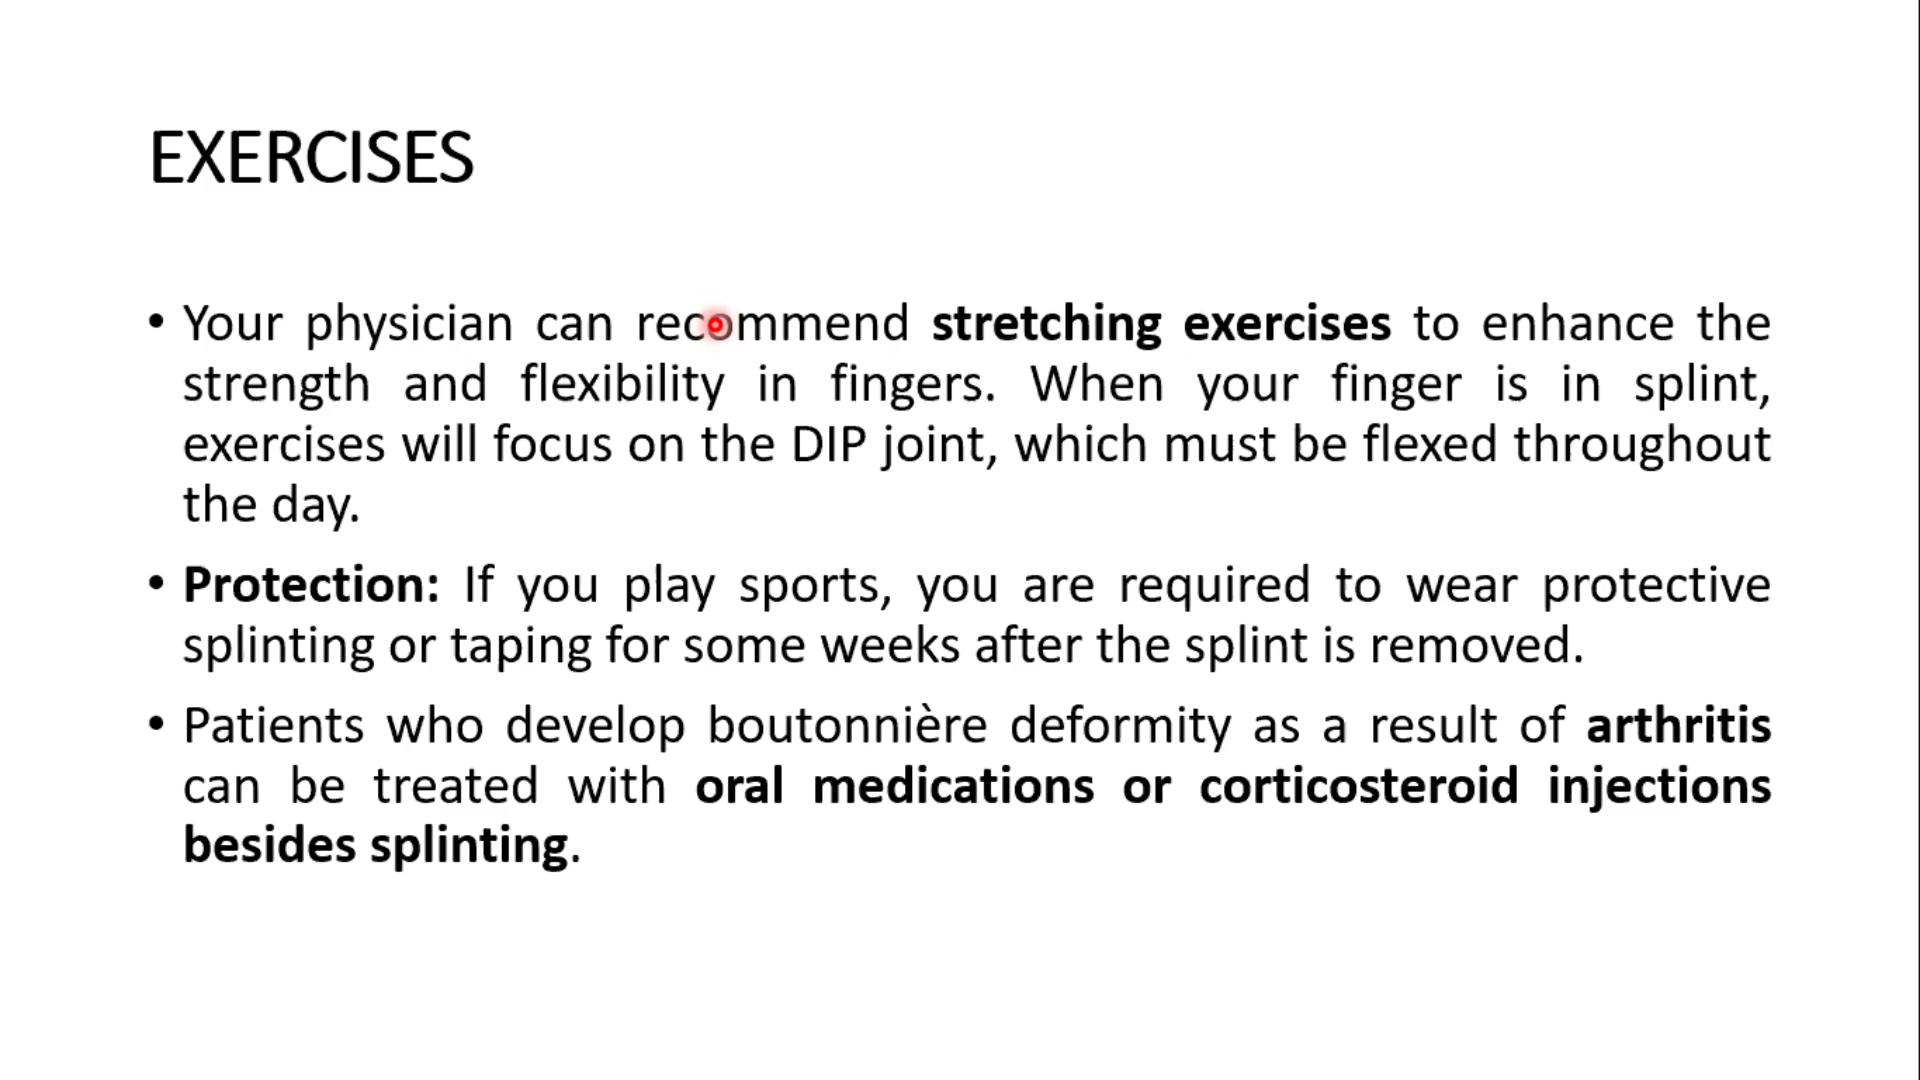 EXERCISES
• Your physician can recommend stretching exercises to enhance the
strength and flexibility in fingers. When your finger is in splint,
exercises will focus on the DIP joint, which must be flexed throughout
the day.
• Protection: If you play sports, you are required to wear protective
splinting or taping for some weeks after the splint is removed.
• Patients who develop boutonnière deformity as a result of arthritis
can be treated with oral medications or corticosteroid injections
besides splinting.